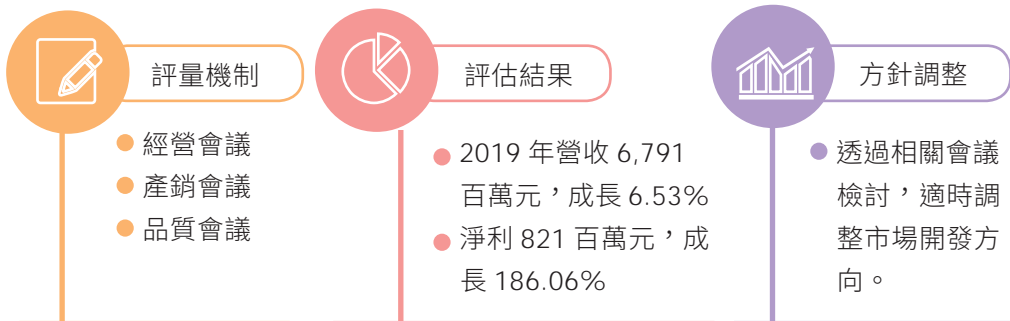 評量機制
經營會議
產銷會議
品質會議
評估結果
2019 年營收 6,791
百萬元，成長 6.53%
淨利 821 百萬元，成
長 186.06%
方針調整
透過相關會議
檢討，適時調
整市場開發方
向。